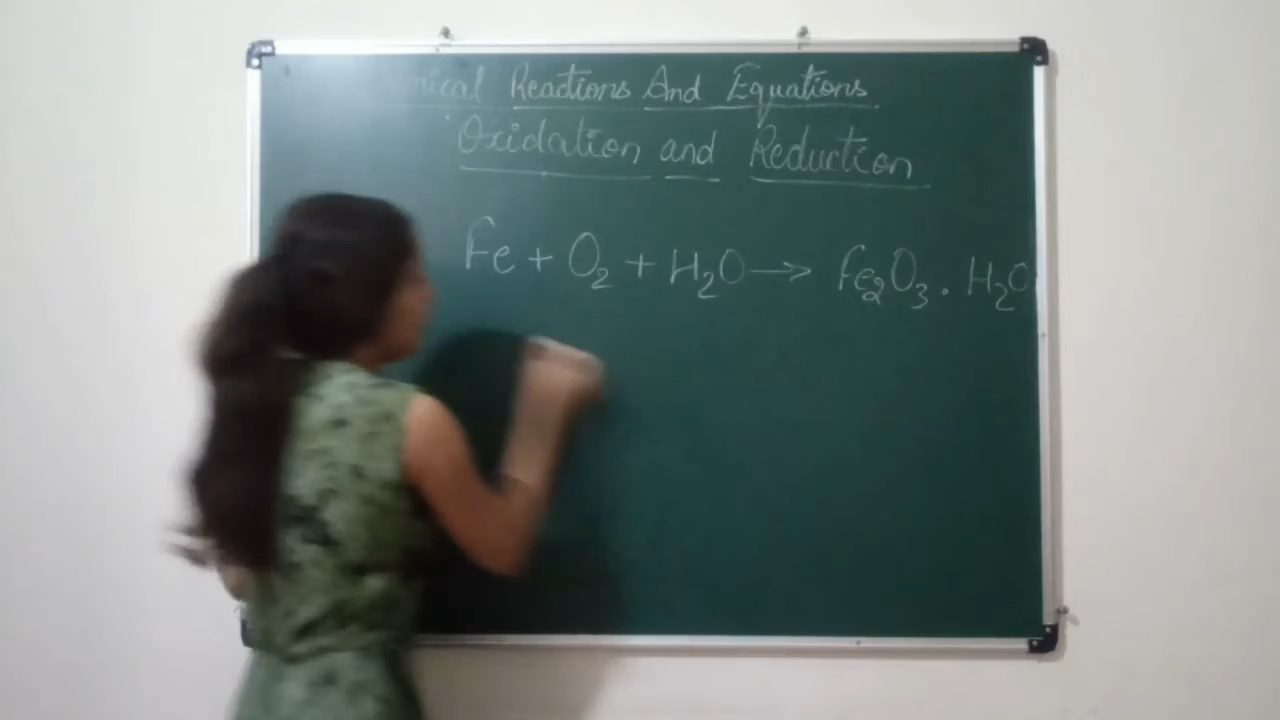 Reactions And Equations
Oxidation and Reduction
Fe + O₂ + H₂O → Fe₂O₃ . H₂O